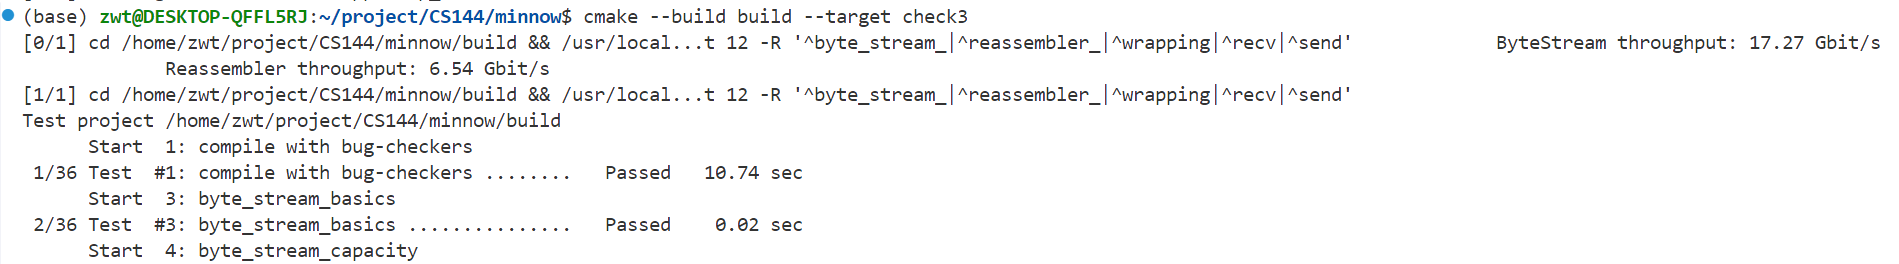 (base) zwt@DESKTOP-QFFL5RJ:~/project/CS144/minnow$ cmake --build build --target check3
[0/1] cd /home/zwt/project/CS144/minnow/build && /usr/local...t 12 -R '^byte_stream_|^reassembler_|^wrapping|^recv|^send'             ByteStream throughput: 17.27 Gbit/s
             Reassembler throughput: 6.54 Gbit/s
[1/1] cd /home/zwt/project/CS144/minnow/build && /usr/local...t 12 -R '^byte_stream_|^reassembler_|^wrapping|^recv|^send'
Test project /home/zwt/project/CS144/minnow/build
      Start  1: compile with bug-checkers
 1/36 Test  #1: compile with bug-checkers ........   Passed   10.74 sec
      Start  3: byte_stream_basics
 2/36 Test  #3: byte_stream_basics ...............   Passed    0.02 sec
      Start  4: byte_stream_capacity